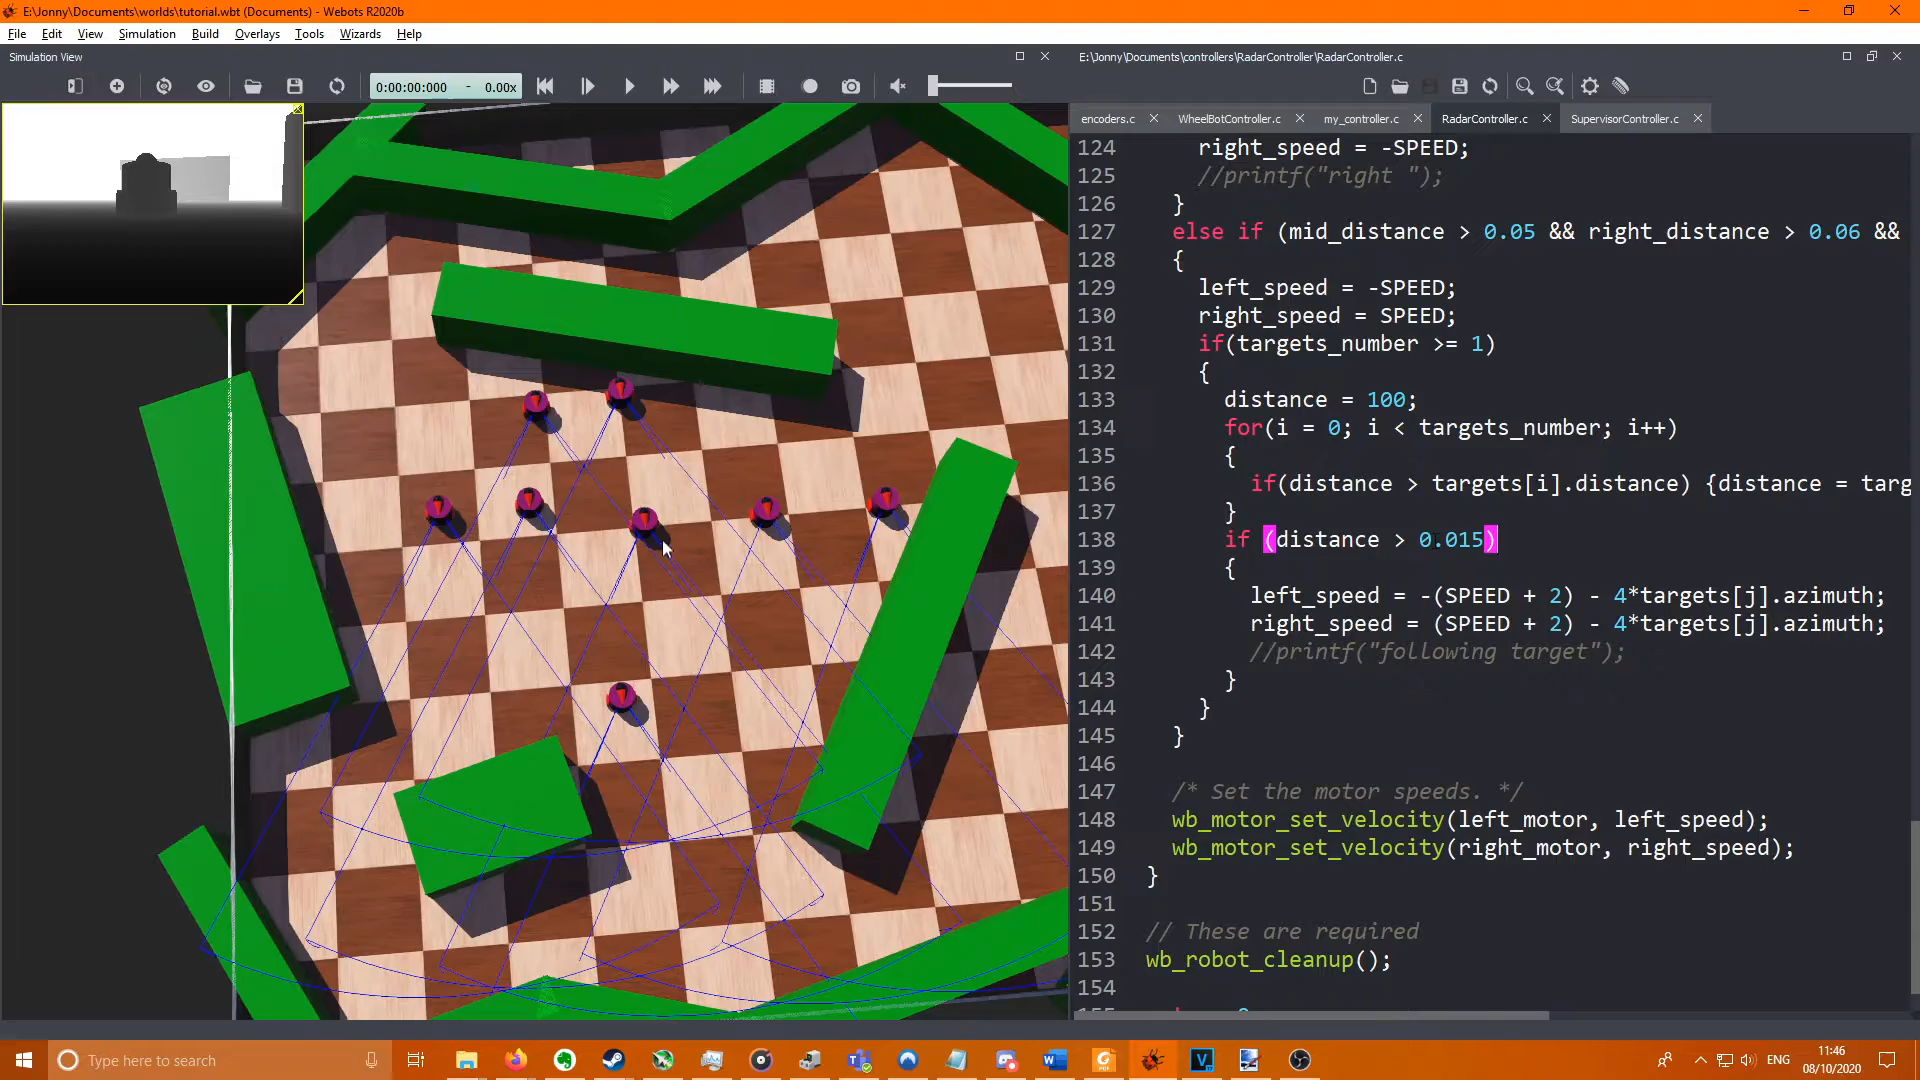 E:\Jonny\Documents\worlds\tutorial.wbt (Documents) - Webots R2020b
File Edit View Simulation Build Overlays Tools Wizards Help
Simulation View
E:\Jonny\Documents\controllers\RadarController\RadarController.c
0:00:00:000 - 0.00x
encoders.c WheelBotController.c my_controller.c RadarController.c SupervisorController.c
124 right_speed = -SPEED;
125 //printf("right ");
126 }
127 else if (mid_distance > 0.05 && right_distance > 0.06 &&
128 {
129 left_speed = -SPEED;
130 right_speed = SPEED;
131 if(targets_number >= 1)
132 {
133 distance = 100;
134 for(i = 0; i < targets_number; i++)
135 {
136 if(distance > targets[i].distance) {distance = targ
137 }
138 if (distance > 0.015)
139 {
140 left_speed = -(SPEED + 2) - 4*targets[j].azimuth;
141 right_speed = (SPEED + 2) - 4*targets[j].azimuth;
142 //printf("following target");
143 }
144 }
145 }
146
147 /* Set the motor speeds. */
148 wb_motor_set_velocity(left_motor, left_speed);
149 wb_motor_set_velocity(right_motor, right_speed);
150 }
151
152 // These are required
153 wb_robot_cleanup();
154
Type here to search
ENG
11:46
08/10/2020